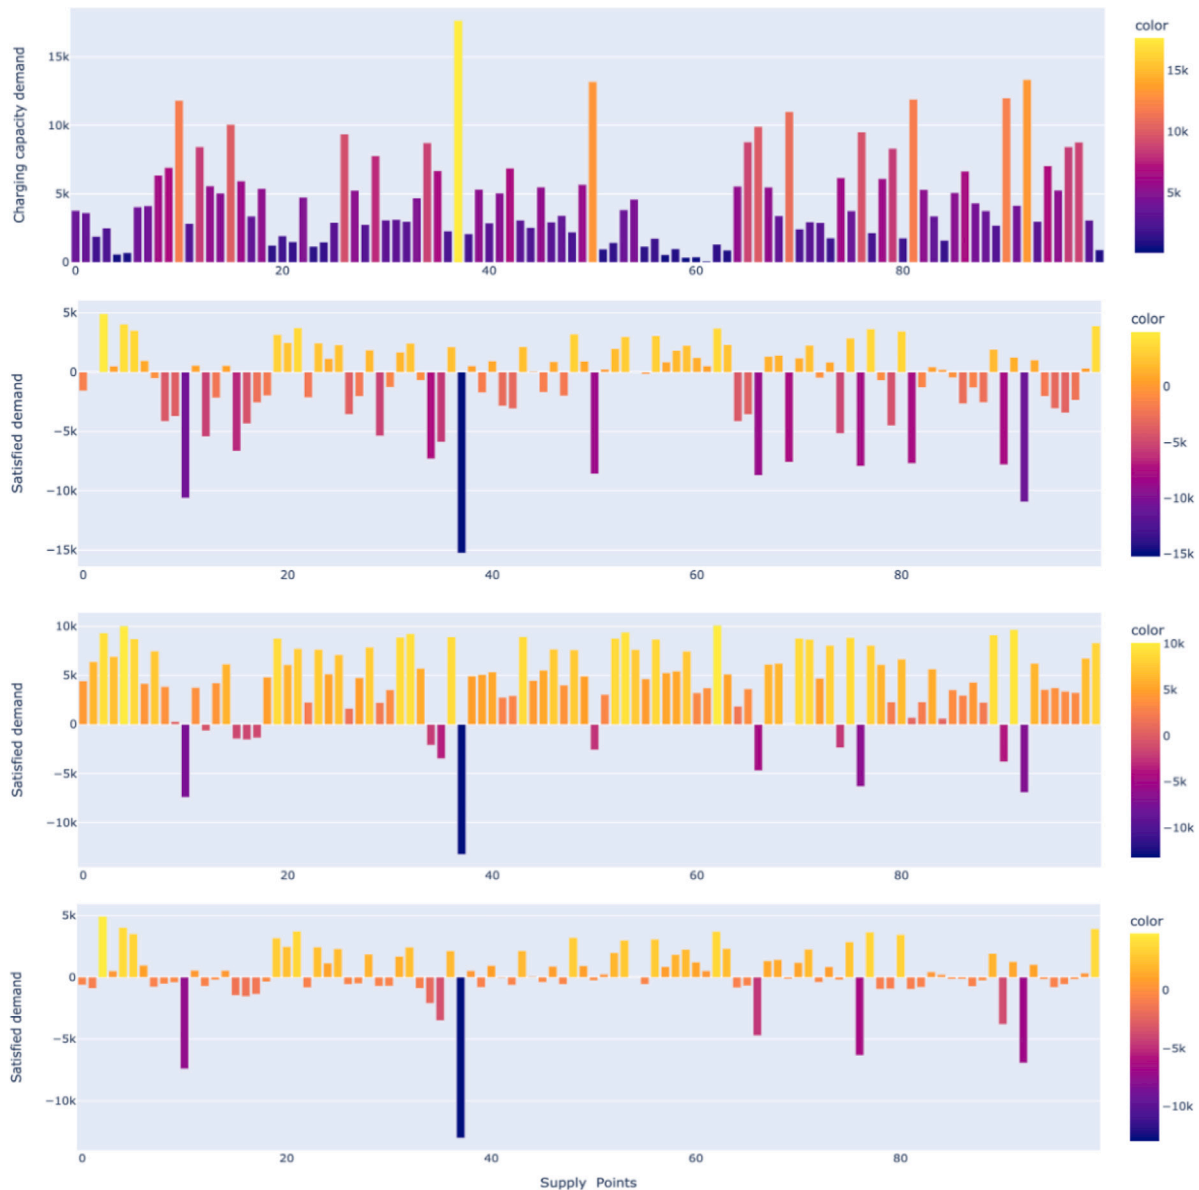 color
Charging capacity demand
15k
10k
5k
0
0 20 40 60 80
15k
10k
5k
color
Satisfied demand
5k
0
−5k
−10k
−15k
0 20 40 60 80
0
−5k
−10k
−15k
color
Satisfied demand
10k
5k
0
−5k
−10k
0 20 40 60 80
10k
5k
0
−5k
−10k
color
Satisfied demand
5k
0
−5k
−10k
0 20 40 60 80
0
−5k
−10k
Supply Points